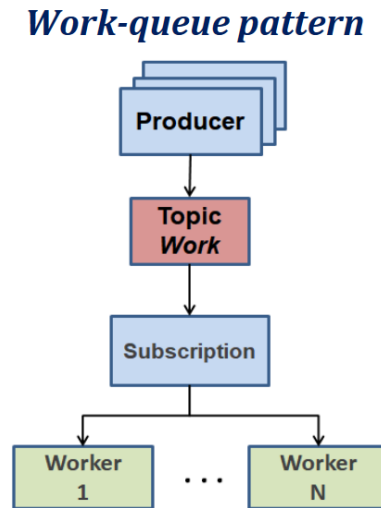 Work-queue pattern
Producer
Topic
Work
Subscription
Worker
1
. . .
Worker
N